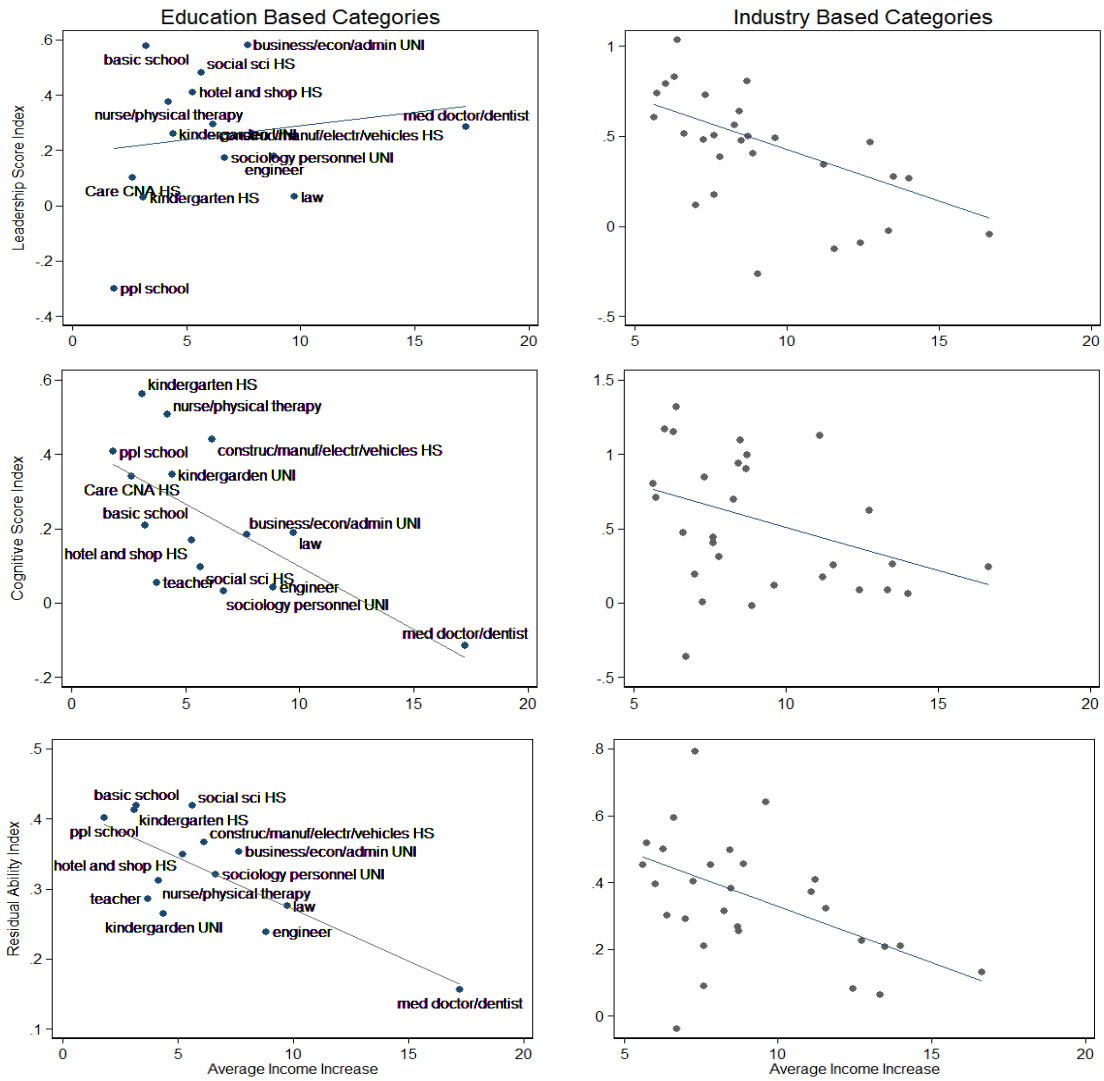 Education Based Categories
Industry Based Categories
Leadership Score Index
.6
.4
.2
0
-.2
-.4
basic school
business/econ/admin UNI
social sci HS
hotel and shop HS
nurse/physical therapy
med doctor/dentist
kindergarden UNI
construc/manuf/electr/vehicles HS
sociology personnel UNI
engineer
Care CNA HS
kindergarten HS
law
ppl school
0
5
10
15
20
1
.5
0
-.5
5
10
15
20
Cognitive Score Index
.6
.4
.2
0
-.2
kindergarten HS
nurse/physical therapy
construc/manuf/electr/vehicles HS
ppl school
kindergarden UNI
Care CNA HS
basic school
business/econ/admin UNI
law
hotel and shop HS
social sci HS
teacher
engineer
sociology personnel UNI
med doctor/dentist
0
5
10
15
20
1.5
1
.5
0
-.5
5
10
15
20
Residual Ability Index
.5
.4
.3
.2
.1
basic school
social sci HS
kindergarten HS
ppl school
construc/manuf/electr/vehicles HS
business/econ/admin UNI
hotel and shop HS
sociology personnel UNI
nurse/physical therapy
teacher
law
kindergarden UNI
engineer
med doctor/dentist
0
5
10
15
20
Average Income Increase
.8
.6
.4
.2
0
5
10
15
20
Average Income Increase